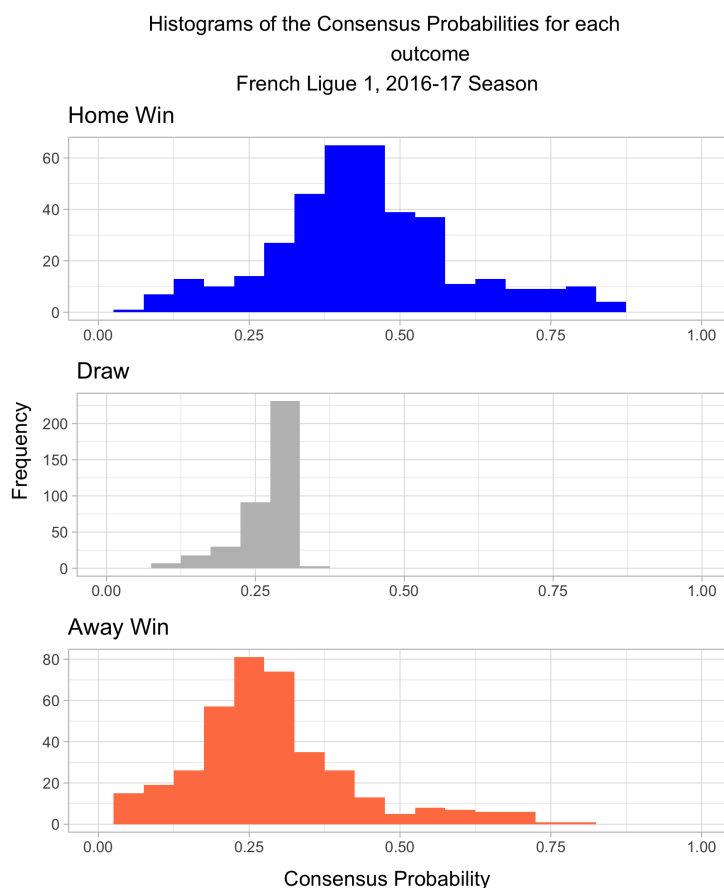 Histograms of the Consensus Probabilities for each
outcome
French Ligue 1, 2016-17 Season
Home Win
60
40
20
0
0.00 0.25 0.50 0.75 1.00
Draw
Frequency
200
150
100
50
0
0.00 0.25 0.50 0.75 1.00
Away Win
80
60
40
20
0
0.00 0.25 0.50 0.75 1.00
Consensus Probability